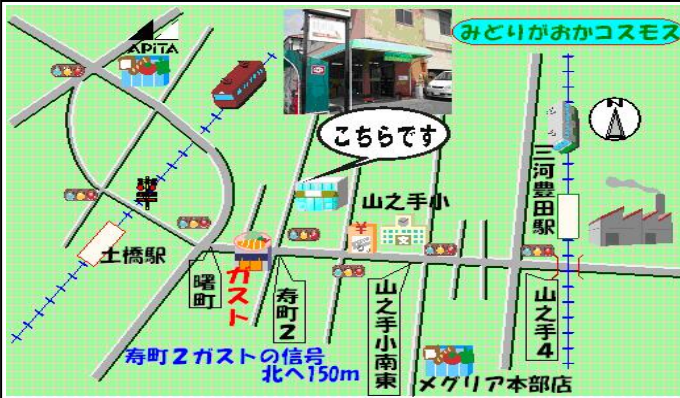 みどりがおかコスモス
APiTA
こちらです
三河豊田駅
山之手小
¥
文
土橋駅
曙町
ガスト
寿町2
山之手小南東
山之手4
寿町2ガストの信号
北へ150m
メグリア本部店